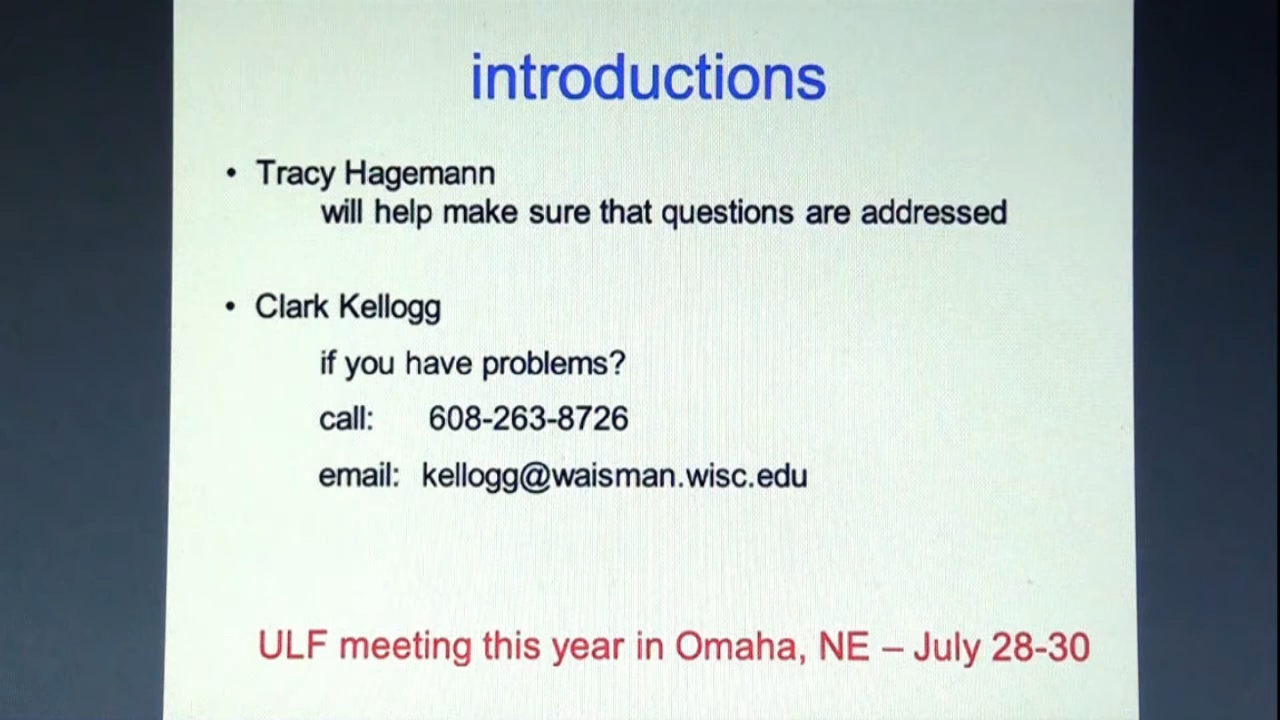 introductions
• Tracy Hagemann
will help make sure that questions are addressed
• Clark Kellogg
if you have problems?
call: 608-263-8726
email: kellogg@waisman.wisc.edu
ULF meeting this year in Omaha, NE – July 28-30